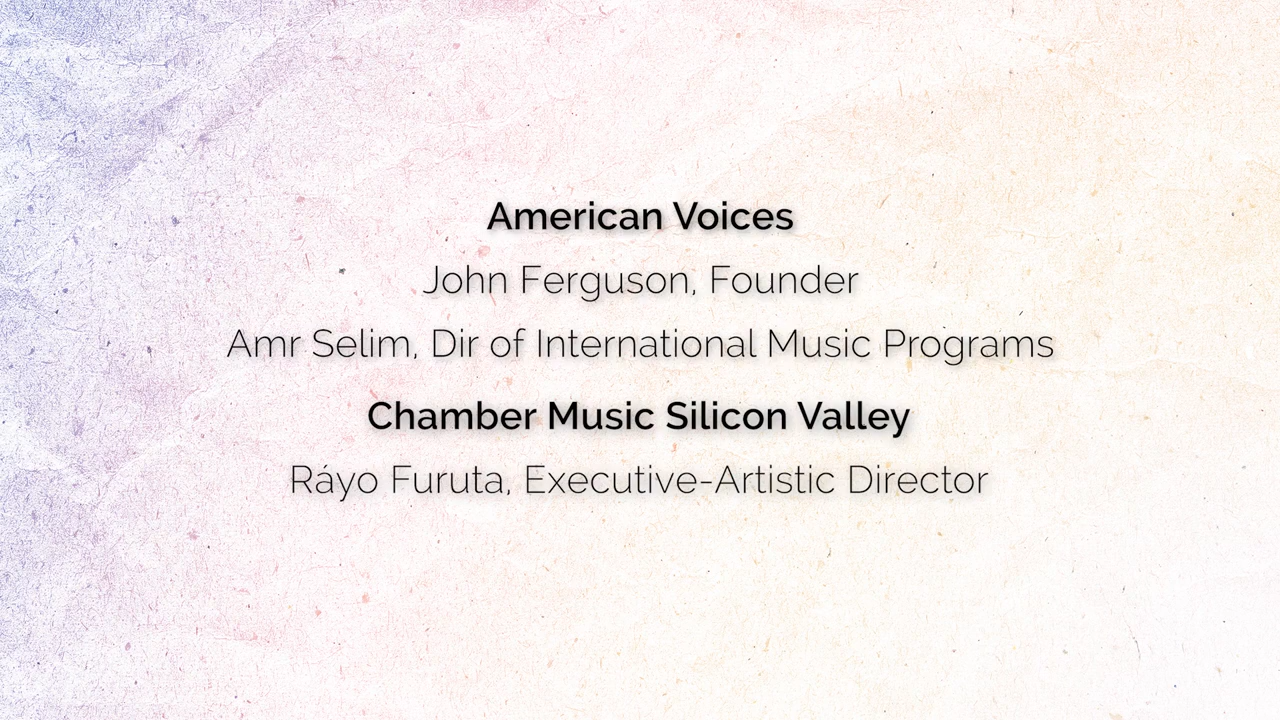 American Voices
John Ferguson, Founder
Amr Selim, Dir of International Music Programs
Chamber Music Silicon Valley
Ráyo Furuta, Executive-Artistic Director